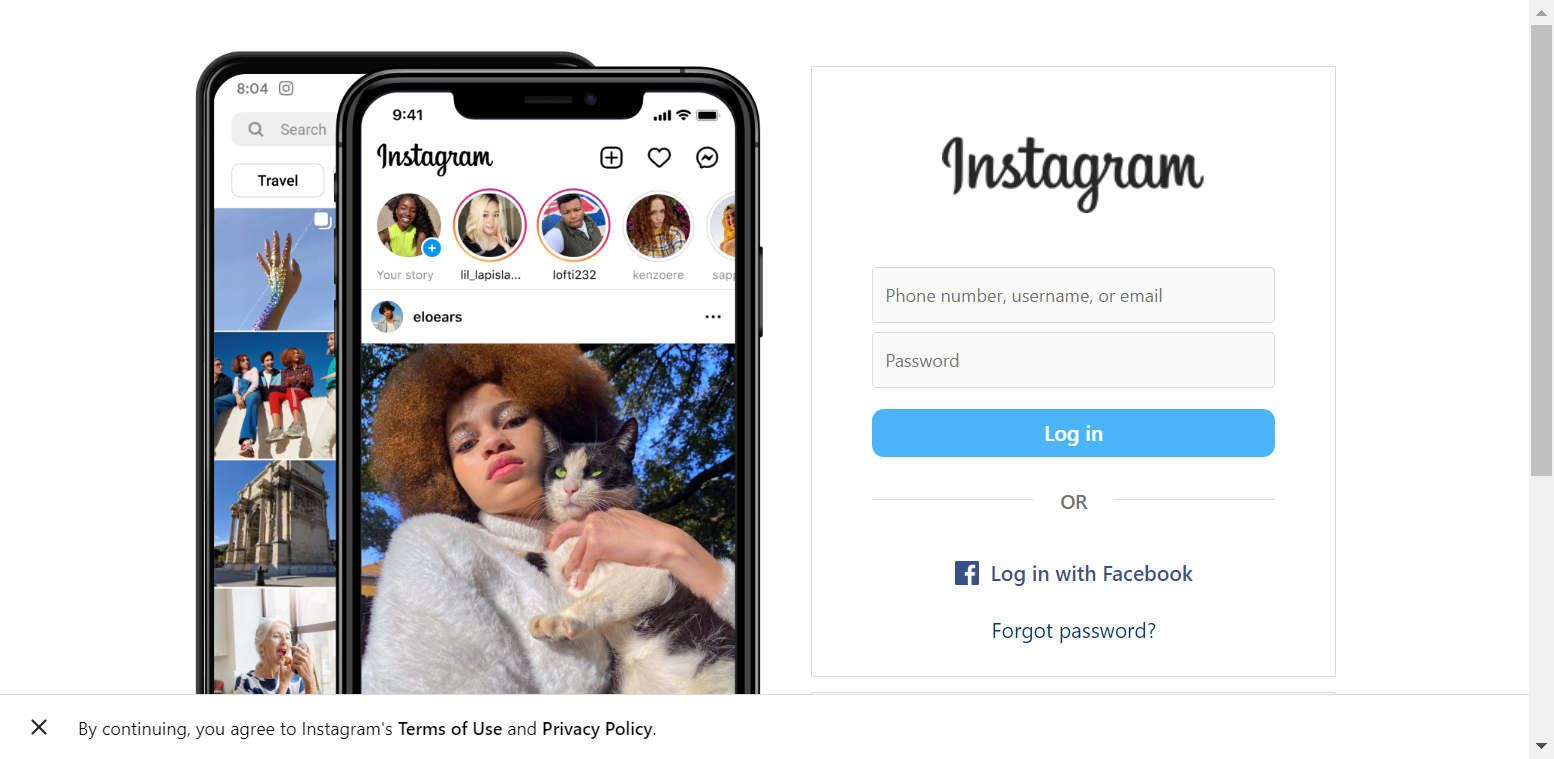 8:04
Search
Travel
9:41
Instagram
Your story
lil_lapisla...
lofti232
kenzoere
sapp
eloears
Instagram
Phone number, username, or email
Password
Log in
OR
Log in with Facebook
Forgot password?
By continuing, you agree to Instagram's Terms of Use and Privacy Policy.